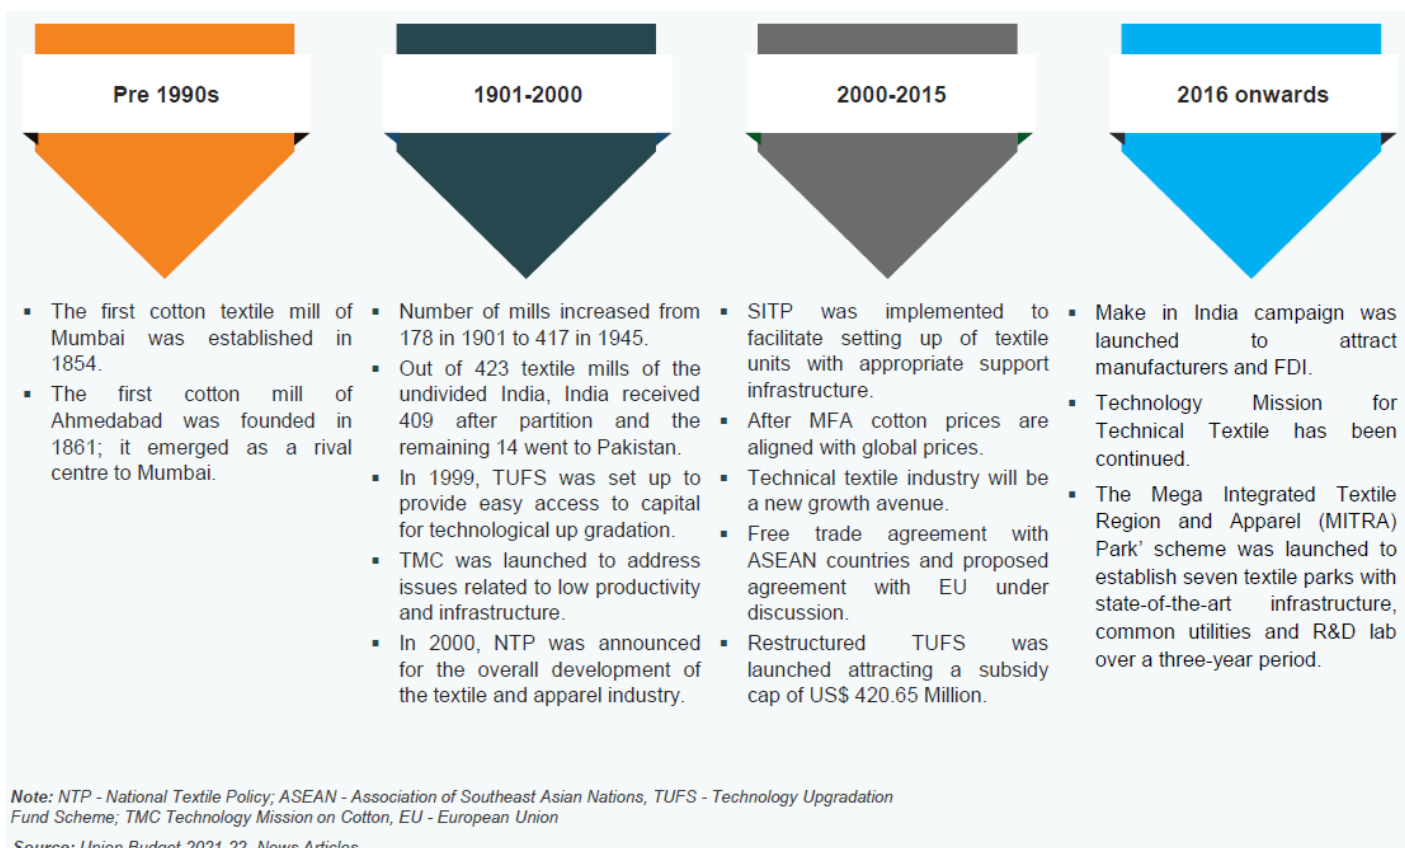 Pre 1990s
The first cotton textile mill of
Mumbai was established in
1854.
The first cotton mill of
Ahmedabad was founded in
1861; it emerged as a rival
centre to Mumbai.
1901-2000
Number of mills increased from
178 in 1901 to 417 in 1945.
Out of 423 textile mills of the
undivided India, India received
409 after partition and the
remaining 14 went to Pakistan.
In 1999, TUFS was set up to
provide easy access to capital
for technological up gradation.
TMC was launched to address
issues related to low productivity
and infrastructure.
In 2000, NTP was announced
for the overall development of
the textile and apparel industry.
2000-2015
SITP was implemented to
facilitate setting up of textile
units with appropriate support
infrastructure.
After MFA cotton prices are
aligned with global prices.
Technical textile industry will be
a new growth avenue.
Free trade agreement with
ASEAN countries and proposed
agreement with EU under
discussion.
Restructured TUFS was
launched attracting a subsidy
cap of US$ 420.65 Million.
2016 onwards
Make in India campaign was
launched to attract
manufacturers and FDI.
Technology Mission for
Technical Textile has been
continued.
The Mega Integrated Textile
Region and Apparel (MITRA)
Park’ scheme was launched to
establish seven textile parks with
state-of-the-art infrastructure,
common utilities and R&D lab
over a three-year period.
Note: NTP - National Textile Policy; ASEAN - Association of Southeast Asian Nations, TUFS - Technology Upgradation
Fund Scheme; TMC Technology Mission on Cotton, EU - European Union
Source: Union Budget 2021-22, News Articles